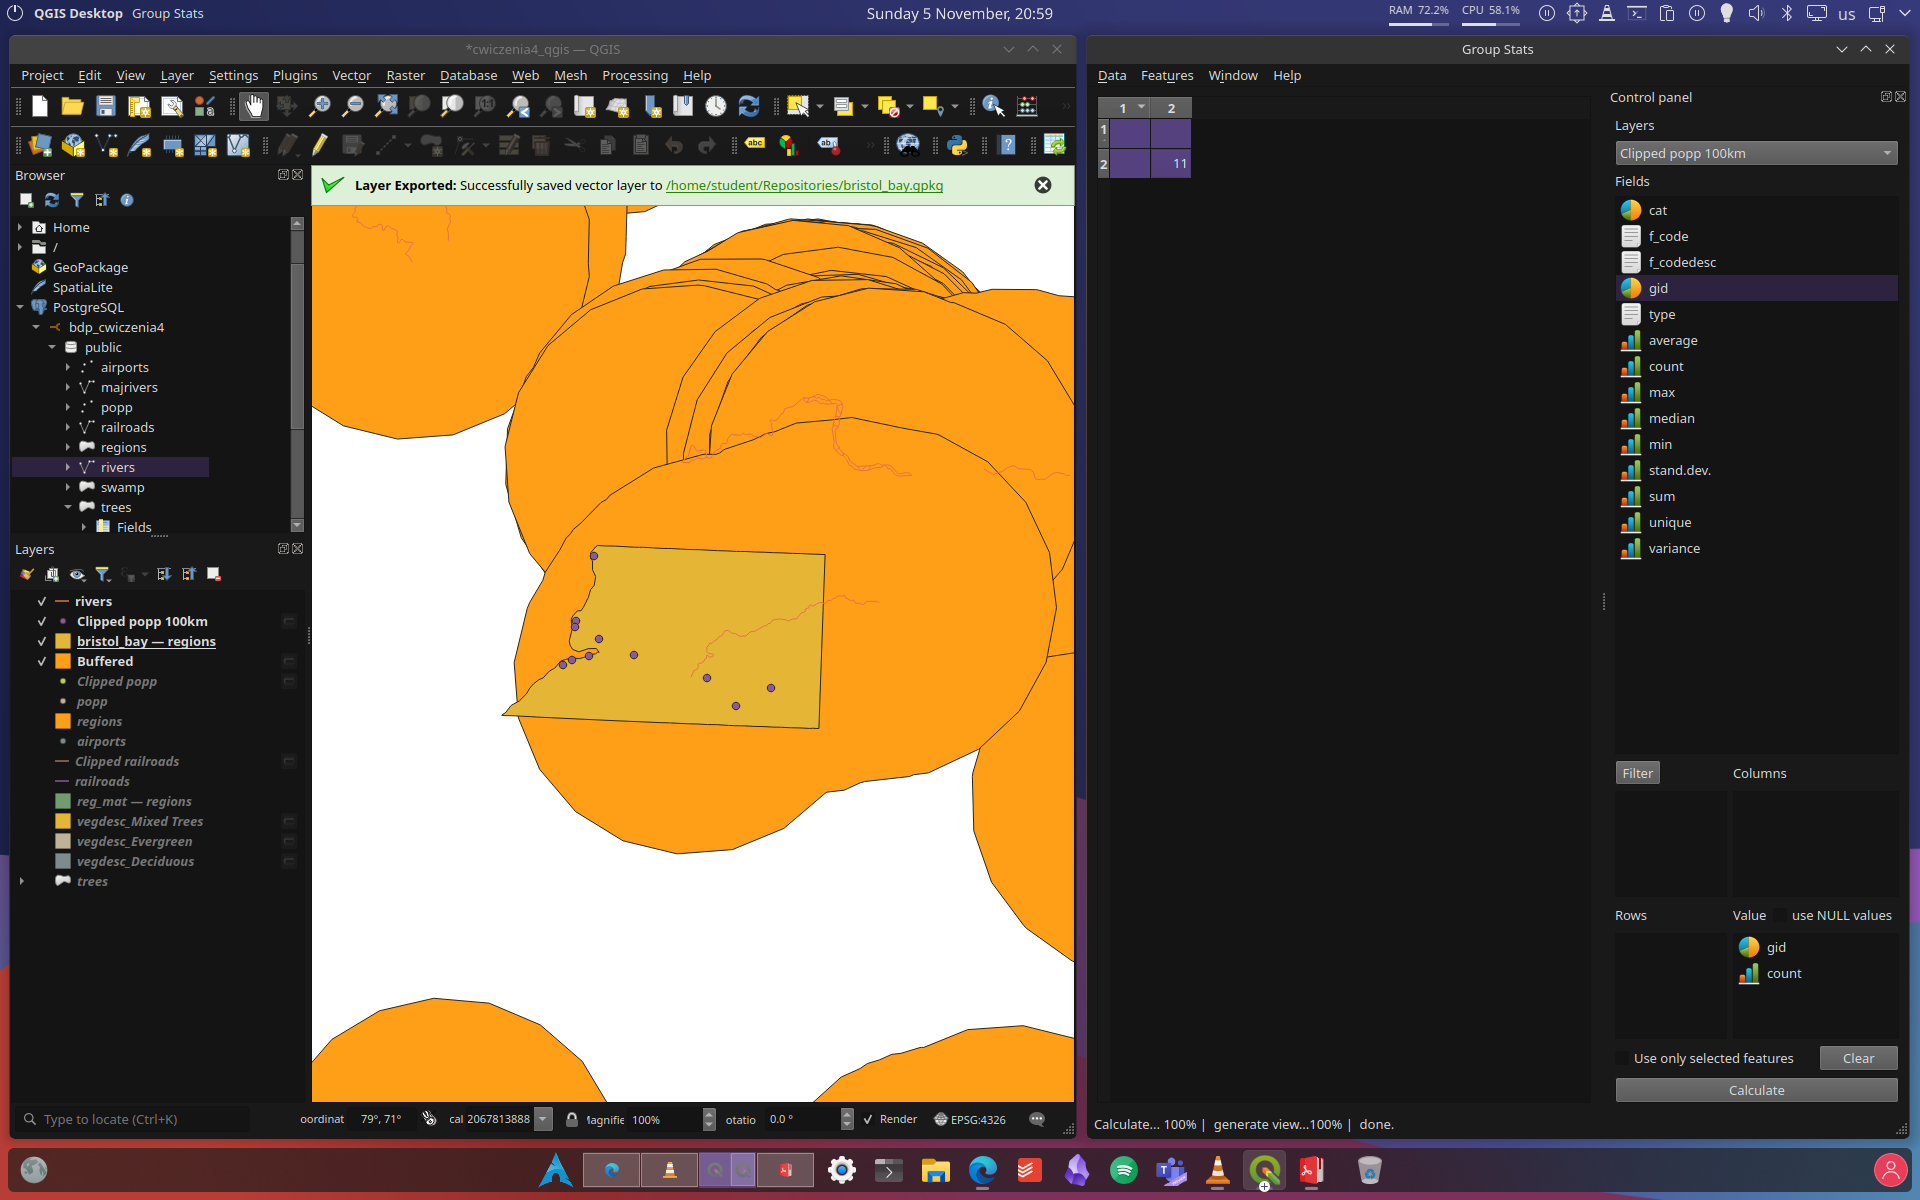 QGIS Desktop Group Stats
Sunday 5 November, 20:59
RAM 72.2% CPU 58.1%
us
*cwiczenia4_qgis — QGIS
Project Edit View Layer Settings Plugins Vector Raster Database Web Mesh Processing Help
abc
ab
Browser
Layer Exported: Successfully saved vector layer to /home/student/Repositories/bristol_bay.gpkg
Home
/
GeoPackage
SpatiaLite
PostgreSQL
bdp_cwiczenia4
public
airports
majrivers
popp
railroads
regions
rivers
swamp
trees
Fields
Layers
rivers
Clipped popp 100km
bristol_bay — regions
Buffered
Clipped popp
popp
regions
airports
Clipped railroads
railroads
reg_mat — regions
vegdesc_Mixed Trees
vegdesc_Evergreen
vegdesc_Deciduous
trees
Type to locate (Ctrl+K)
oordinat 79°, 71° cal 2067813888 lagnifie 100% otatio 0.0 ° Render EPSG:4326
Group Stats
Data Features Window Help
1 2
1
2 11
Control panel
Layers
Clipped popp 100km
Fields
cat
f_code
f_codedesc
gid
type
average
count
max
median
min
stand.dev.
sum
unique
variance
Filter Columns
Rows Value use NULL values
gid
count
Use only selected features Clear
Calculate
Calculate... 100% | generate view...100% | done.